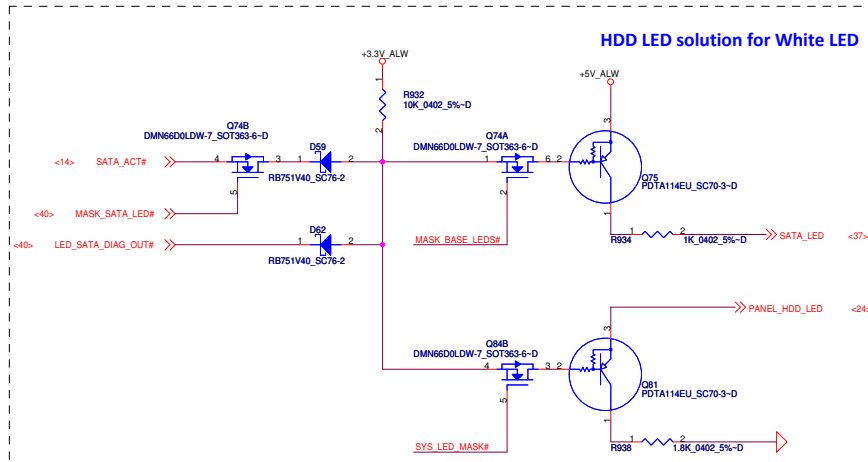 HDD LED solution for White LED
+3.3V_ALW
+5V_ALW
1
R932
10K_0402_5%~D
2
3
Q74B
DMN66D0LDW-7_SOT363-6~D
Q74A
DMN66D0LDW-7_SOT363-6~D
D59
<14> SATA_ACT# 4 3 1 2 1 6 2
RB751V40_SC76-2
Q75
PDTA114EU_SC70-3~D
5
2
<40> MASK_SATA_LED#
1
D62
<40> LED_SATA_DIAG_OUT# 1 2
RB751V40_SC76-2
MASK_BASE_LEDS#
1 2 SATA_LED <37>
R934 1K_0402_5%~D
PANEL_HDD_LED <24>
3
Q84B
DMN66D0LDW-7_SOT363-6~D
4 3 2
Q81
PDTA114EU_SC70-3~D
5
1
SYS_LED_MASK#
1 2
R938 1.8K_0402_5%~D